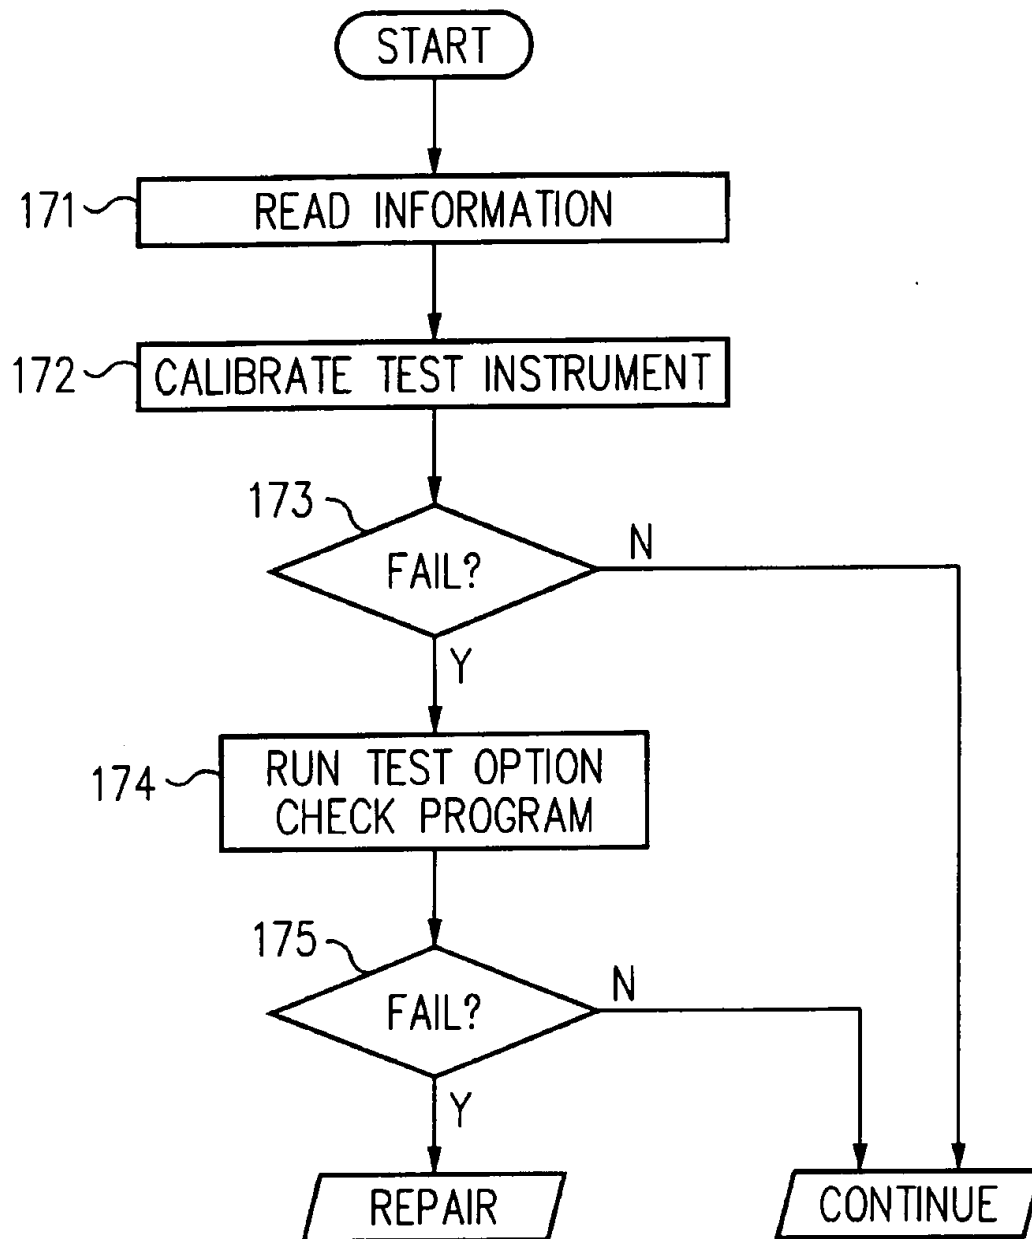 START
171
READ INFORMATION
172
CALIBRATE TEST INSTRUMENT
173
FAIL?
N
Y
174
RUN TEST OPTION
CHECK PROGRAM
175
FAIL?
N
Y
REPAIR
CONTINUE